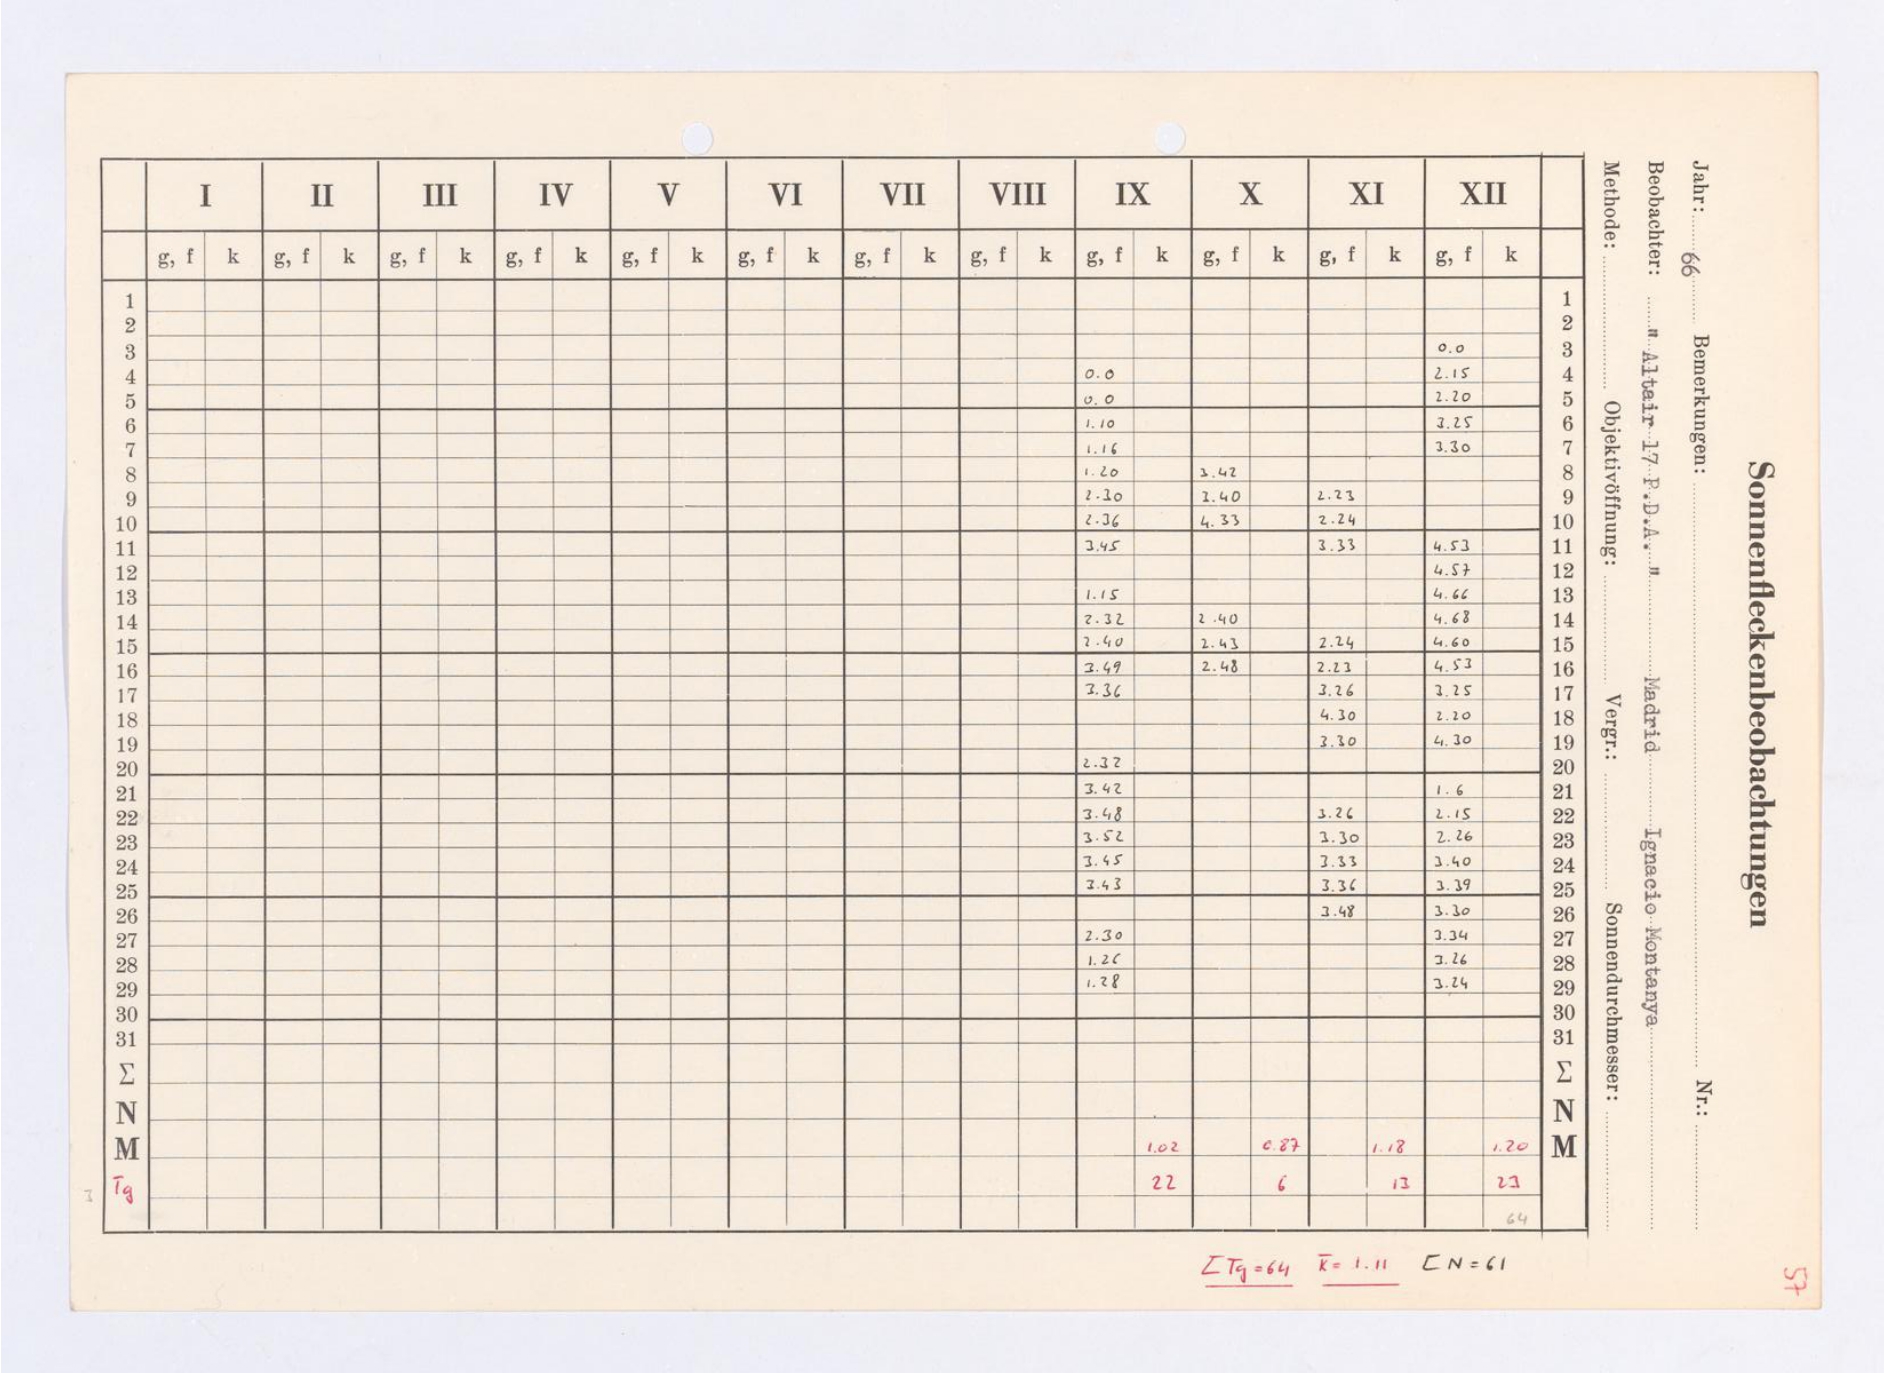 Sonnenfleckenbeobachtungen
Jahr: 66 Bemerkungen: Nr.:
Beobachter: "Altair 17 P.D.A." Madrid Ignacio Montanya
Methode: Objektivöffnung: Vergr.: Sonnendurchmesser:
I II III IV V VI VII VIII IX X XI XII
g, f k g, f k g, f k g, f k g, f k g, f k g, f k g, f k g, f k g, f k g, f k g, f k
1 1
2 2
3 0.0 3
4 0.0 2.15 4
5 0.0 2.20 5
6 1.10 3.25 6
7 1.16 3.30 7
8 1.20 3.42 8
9 2.30 3.40 2.23 9
10 2.36 4.33 2.24 10
11 3.45 3.33 4.53 11
12 4.57 12
13 1.15 4.66 13
14 2.32 2.40 4.68 14
15 2.40 2.43 2.24 4.60 15
16 3.49 2.48 2.23 4.53 16
17 3.36 3.26 3.25 17
18 4.30 2.20 18
19 3.30 4.30 19
20 2.32 20
21 3.42 1.6 21
22 3.48 3.26 2.15 22
23 3.52 3.30 2.26 23
24 3.45 3.33 3.40 24
25 3.43 3.36 3.39 25
26 3.48 3.30 26
27 2.30 3.34 27
28 1.26 3.26 28
29 1.28 3.24 29
30 30
31 31
Σ Σ
N N
M 1.02 0.87 1.18 1.20 M
Tg 22 6 13 23
64
Σ Tg = 64 k̄ = 1.11 Σ N = 61
57